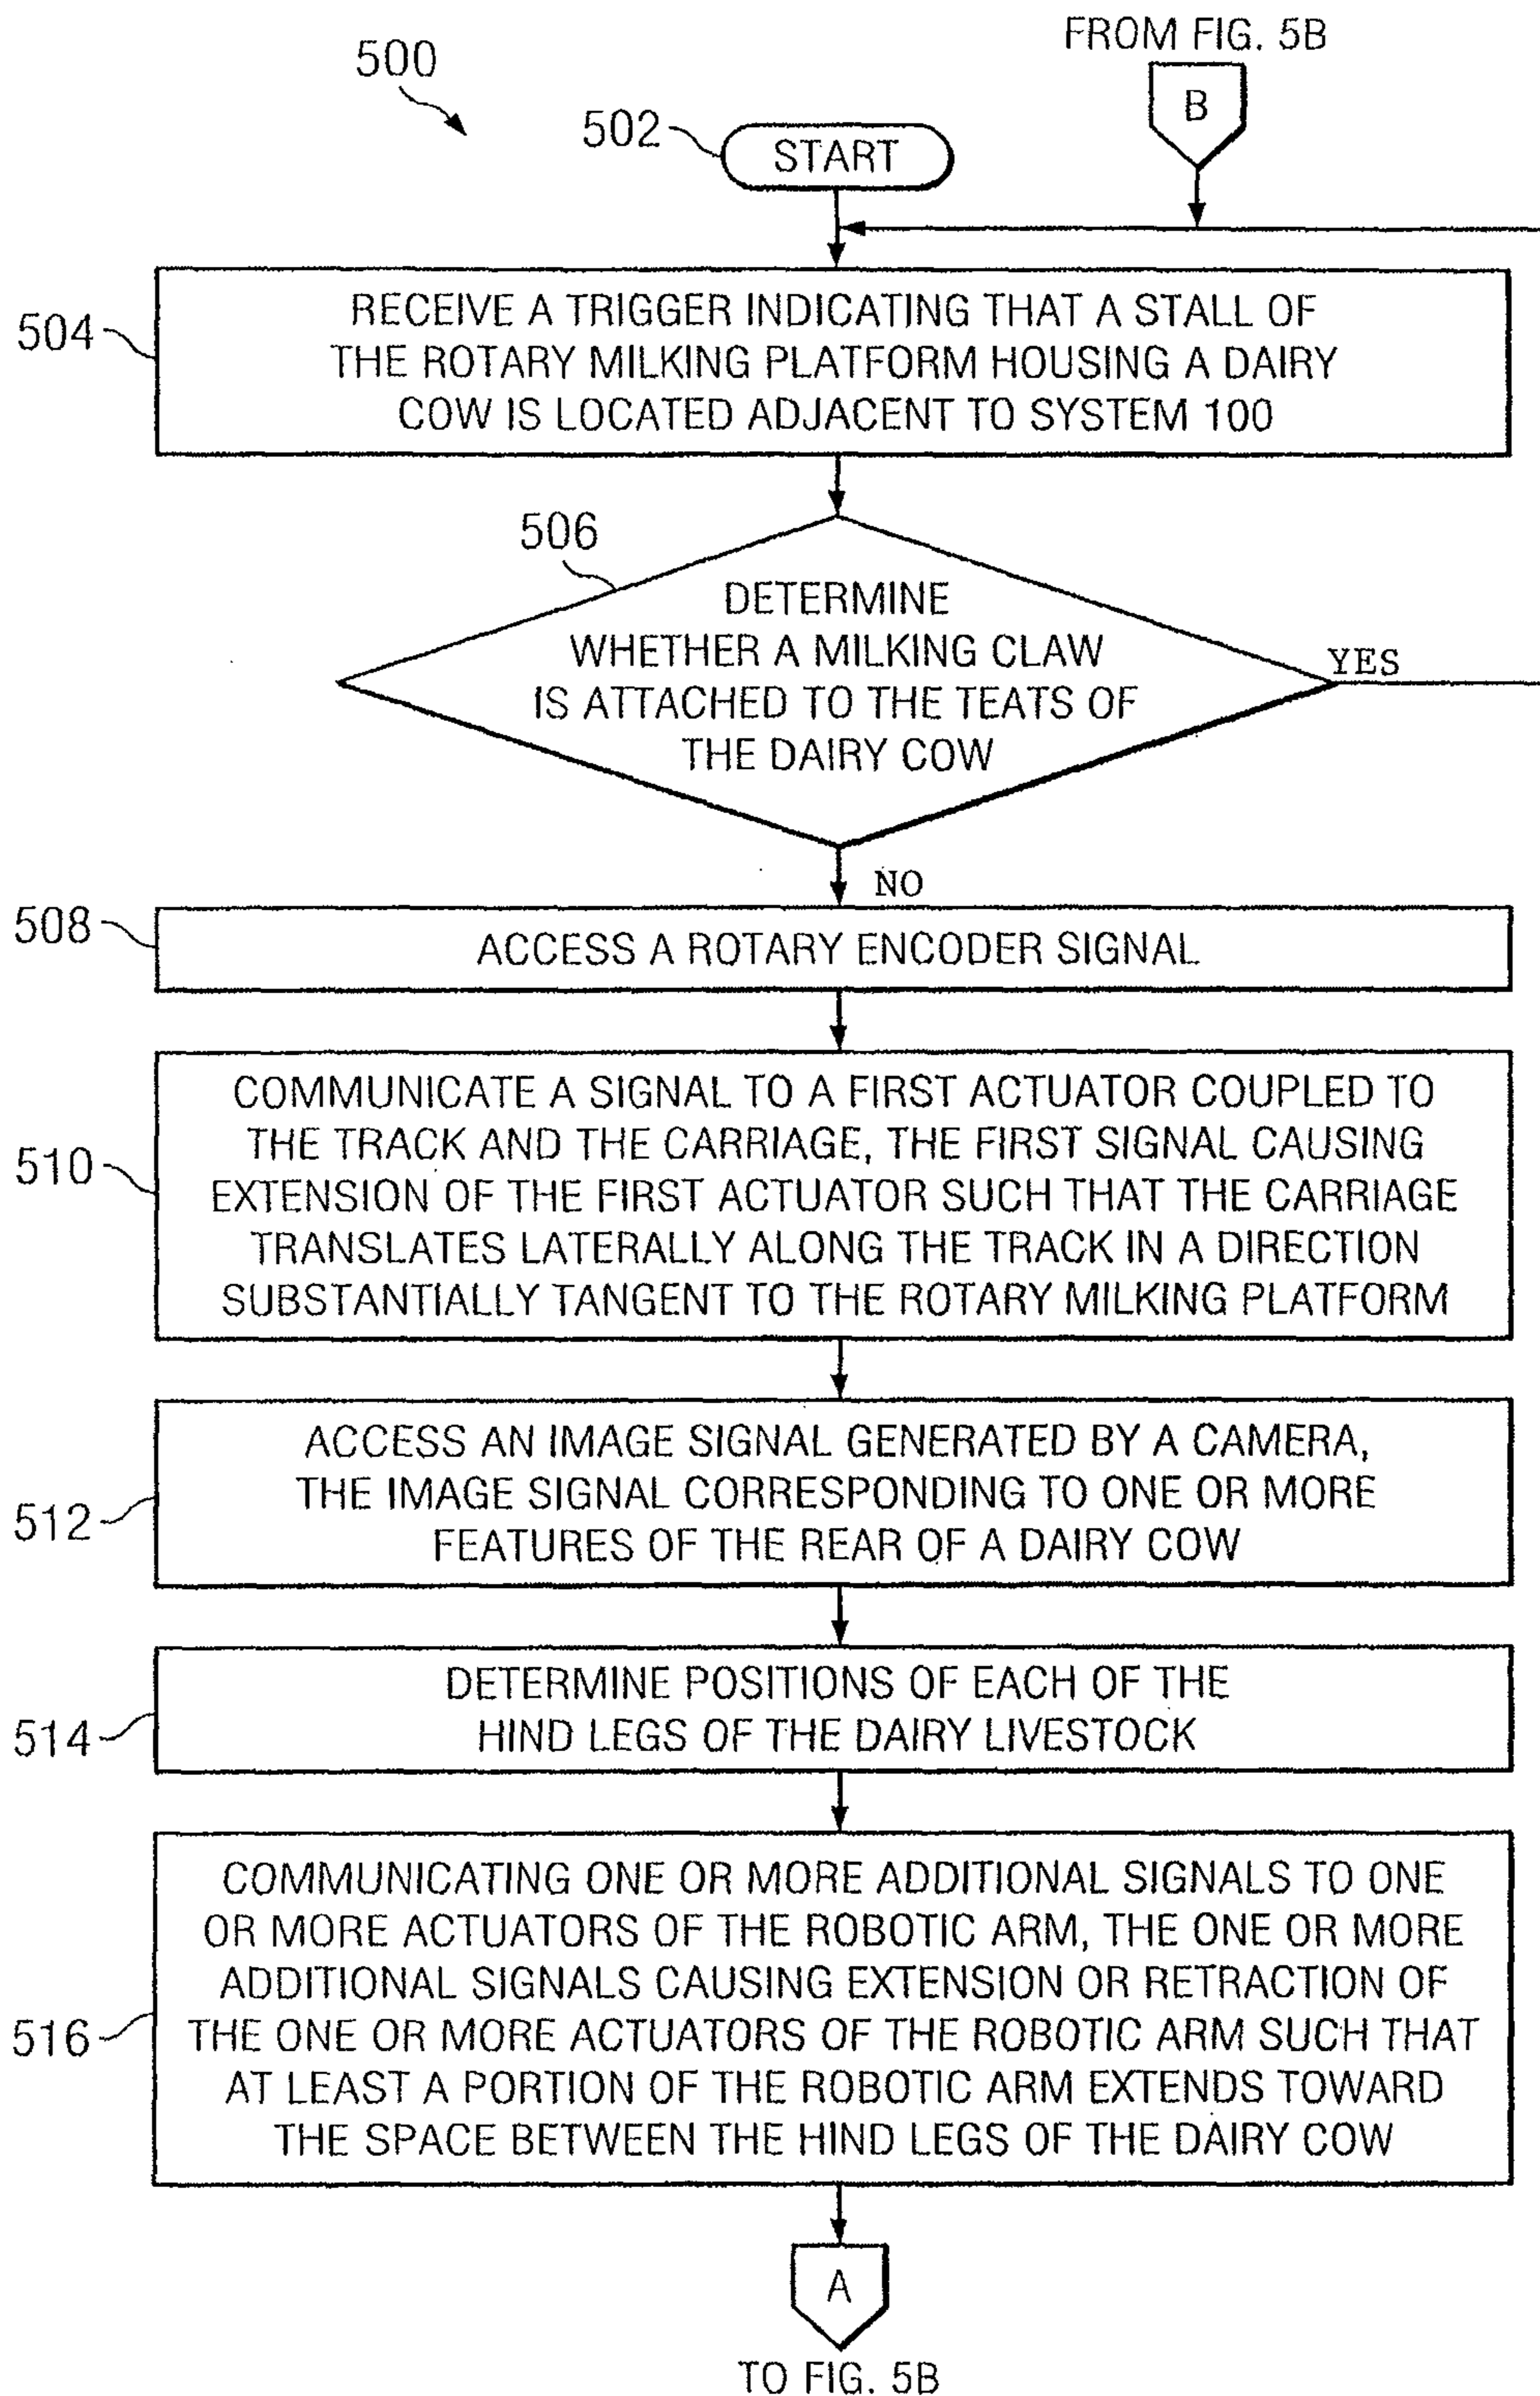 FROM FIG. 5B
500
B
502
START
504
RECEIVE A TRIGGER INDICATING THAT A STALL OF
THE ROTARY MILKING PLATFORM HOUSING A DAIRY
COW IS LOCATED ADJACENT TO SYSTEM 100
506
DETERMINE
WHETHER A MILKING CLAW
IS ATTACHED TO THE TEATS OF
THE DAIRY COW
YES
NO
508
ACCESS A ROTARY ENCODER SIGNAL
510
COMMUNICATE A SIGNAL TO A FIRST ACTUATOR COUPLED TO
THE TRACK AND THE CARRIAGE, THE FIRST SIGNAL CAUSING
EXTENSION OF THE FIRST ACTUATOR SUCH THAT THE CARRIAGE
TRANSLATES LATERALLY ALONG THE TRACK IN A DIRECTION
SUBSTANTIALLY TANGENT TO THE ROTARY MILKING PLATFORM
512
ACCESS AN IMAGE SIGNAL GENERATED BY A CAMERA,
THE IMAGE SIGNAL CORRESPONDING TO ONE OR MORE
FEATURES OF THE REAR OF A DAIRY COW
514
DETERMINE POSITIONS OF EACH OF THE
HIND LEGS OF THE DAIRY LIVESTOCK
516
COMMUNICATING ONE OR MORE ADDITIONAL SIGNALS TO ONE
OR MORE ACTUATORS OF THE ROBOTIC ARM, THE ONE OR MORE
ADDITIONAL SIGNALS CAUSING EXTENSION OR RETRACTION OF
THE ONE OR MORE ACTUATORS OF THE ROBOTIC ARM SUCH THAT
AT LEAST A PORTION OF THE ROBOTIC ARM EXTENDS TOWARD
THE SPACE BETWEEN THE HIND LEGS OF THE DAIRY COW
A
TO FIG. 5B